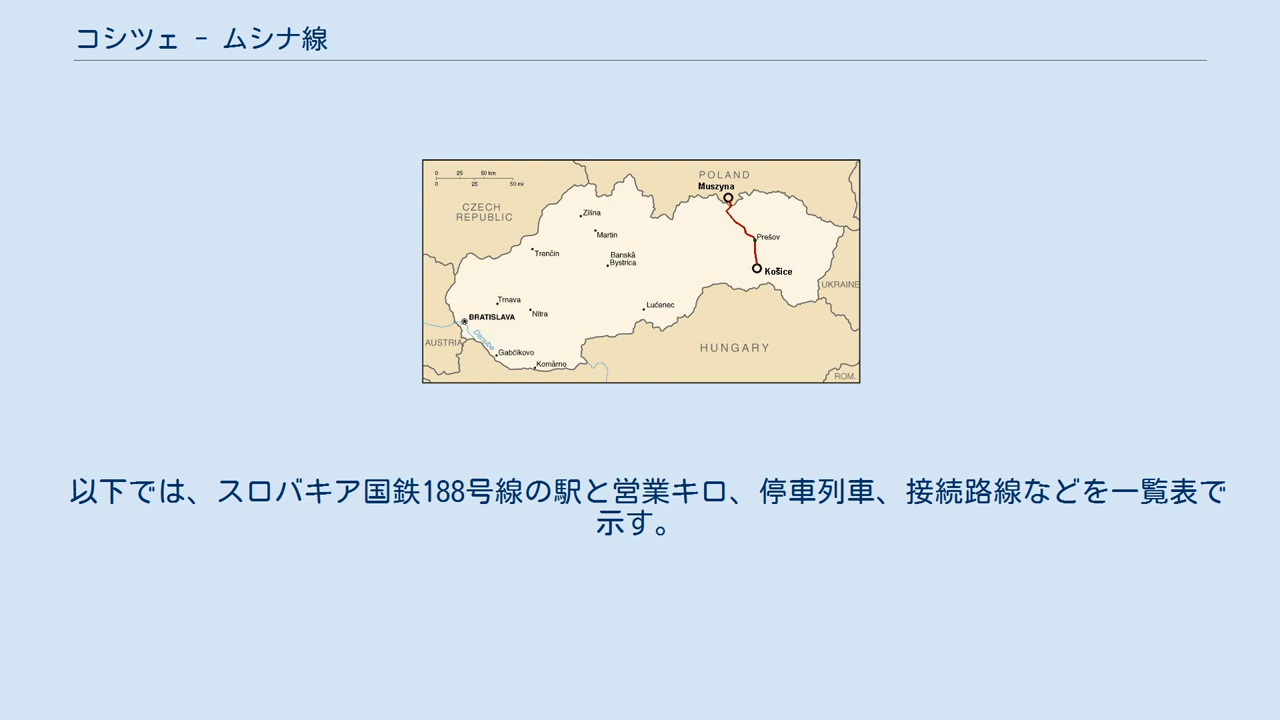 コシツェ - ムシナ線
0 25 50 km
0 25 50 mi
POLAND
Muszyna
CZECH
REPUBLIC
Žilina
Martin
Prešov
Trenčín
Banská
Bystrica
Košice
UKRAINE
Trnava
Lučenec
Nitra
BRATISLAVA
Danube
AUSTRIA
HUNGARY
Gabčíkovo
Komárno
ROM.
以下では、スロバキア国鉄188号線の駅と営業キロ、停車列車、接続路線などを一覧表で
示す。